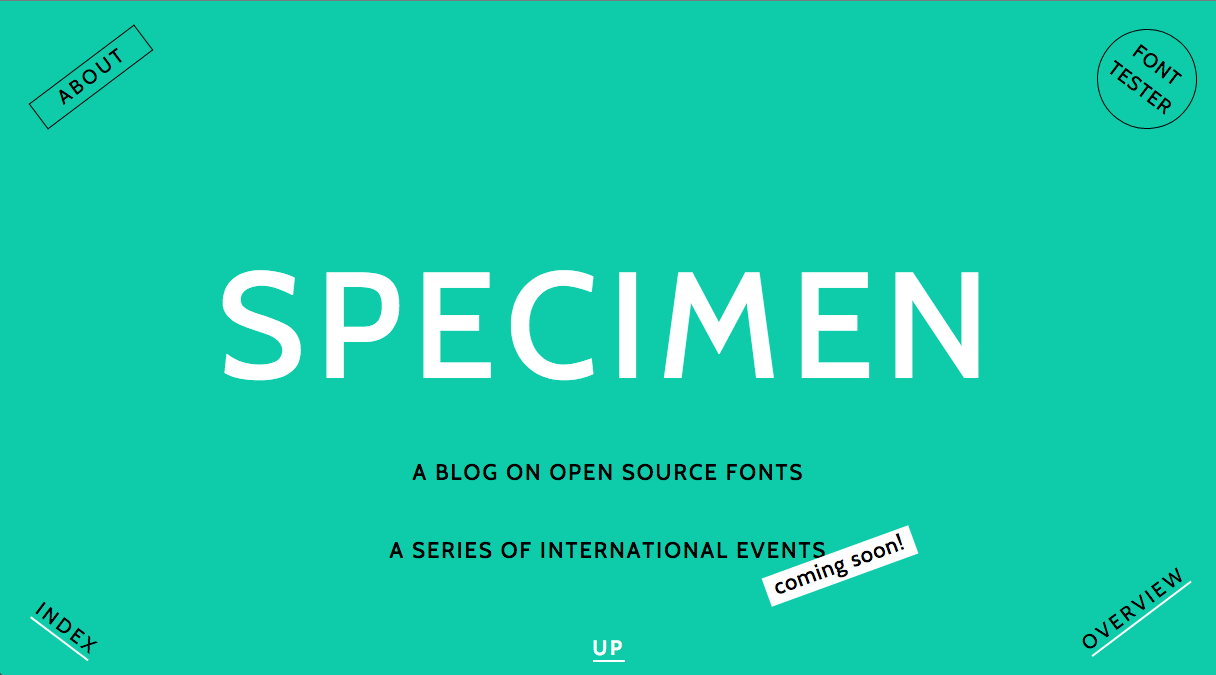 ABOUT
FONT
TESTER
SPECIMEN
A BLOG ON OPEN SOURCE FONTS
A SERIES OF INTERNATIONAL EVENTS
coming soon!
INDEX
UP
OVERVIEW